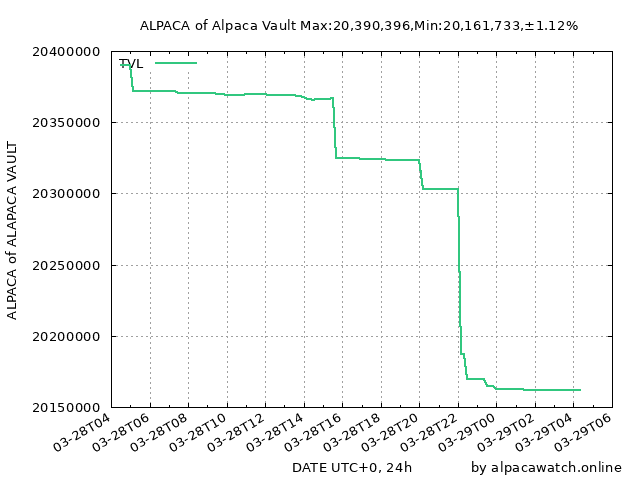 ALPACA of Alpaca Vault Max:20,390,396,Min:20,161,733,±1.12%
TVL
ALPACA of ALAPACA VAULT
20400000
20350000
20300000
20250000
20200000
20150000
03-28T04
03-28T06
03-28T08
03-28T10
03-28T12
03-28T14
03-28T16
03-28T18
03-28T20
03-28T22
03-29T00
03-29T02
03-29T04
03-29T06
DATE UTC+0, 24h
by alpacawatch.online